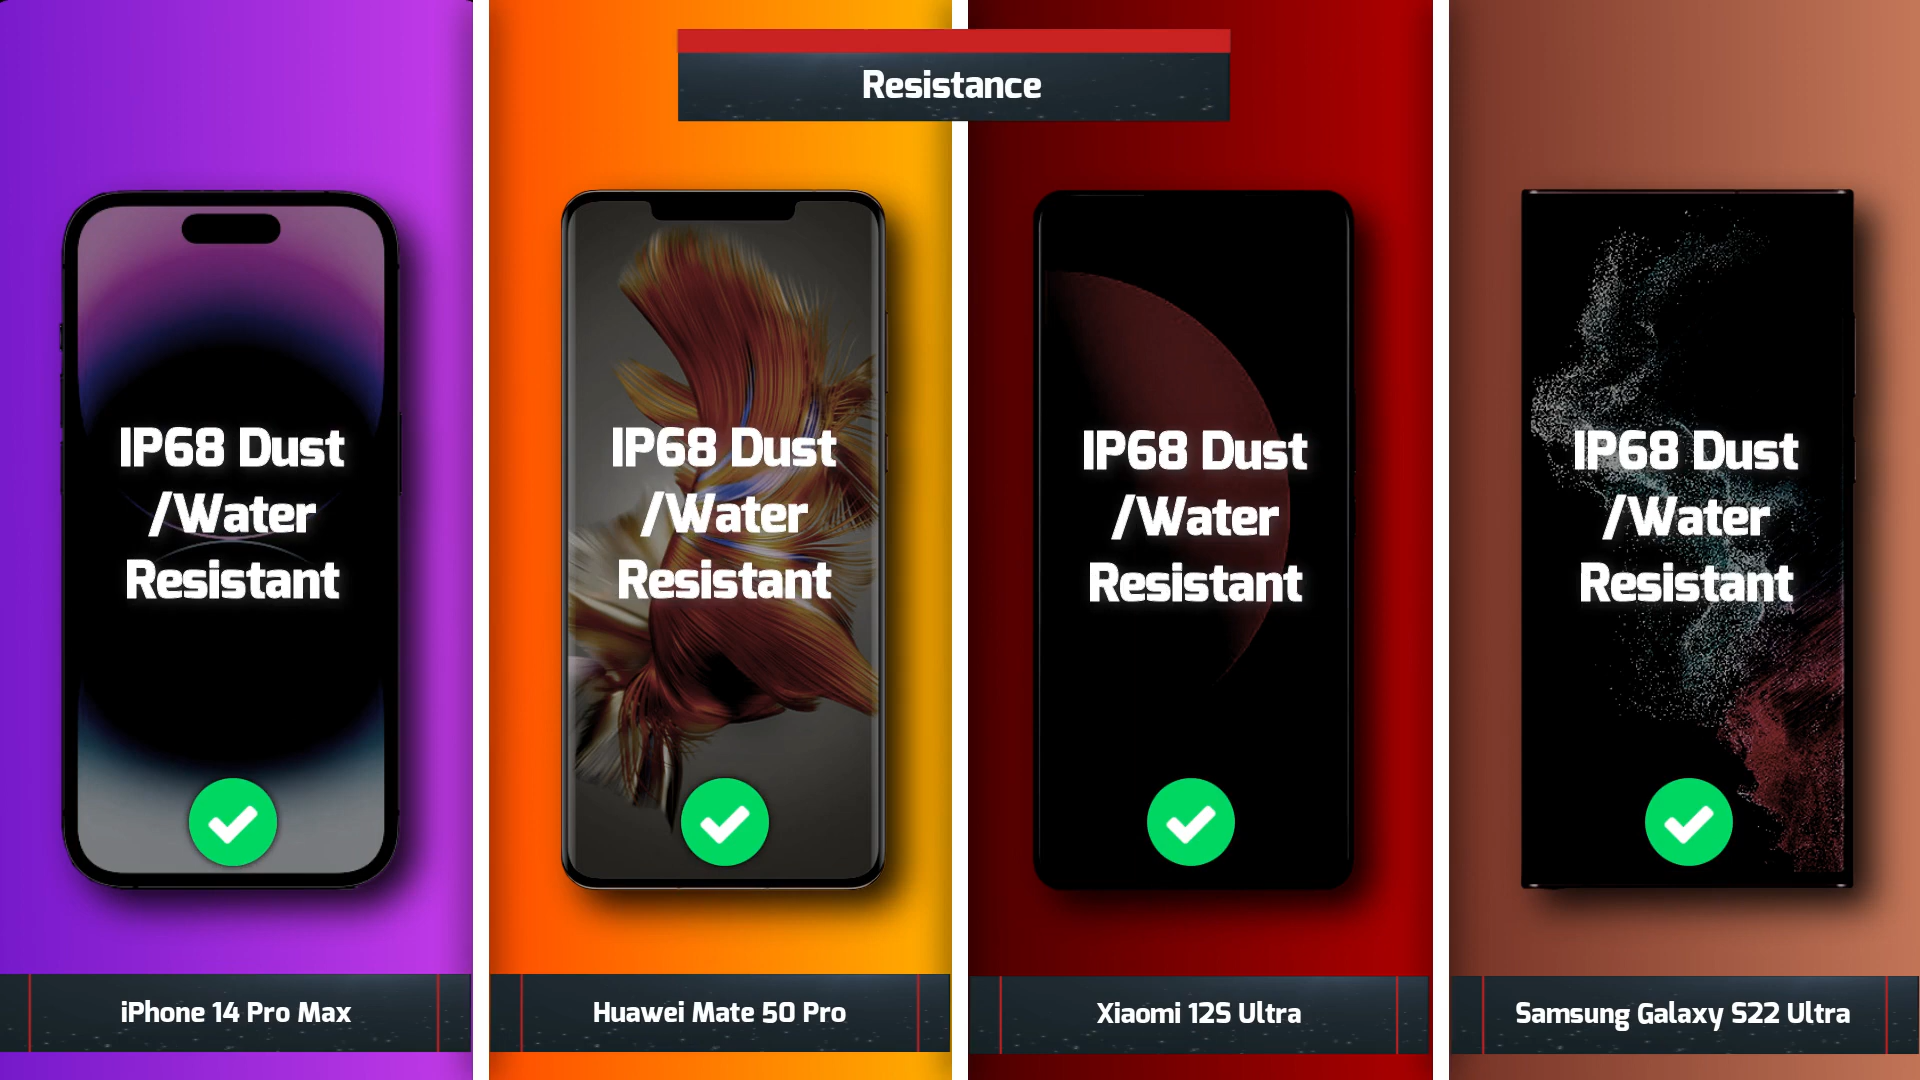 Resistance
IP68 Dust
/Water
Resistant
IP68 Dust
/Water
Resistant
IP68 Dust
/Water
Resistant
IP68 Dust
/Water
Resistant
iPhone 14 Pro Max
Huawei Mate 50 Pro
Xiaomi 12S Ultra
Samsung Galaxy S22 Ultra